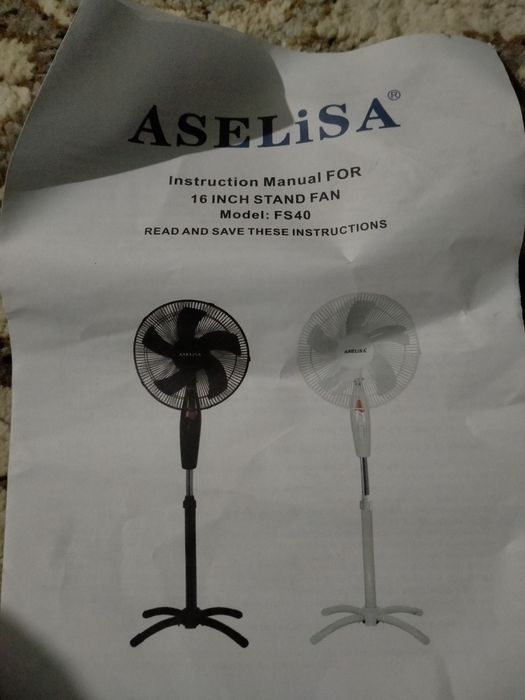 ASELiSA®
Instruction Manual FOR
16 INCH STAND FAN
Model: FS40
READ AND SAVE THESE INSTRUCTIONS
ASELiSA
ASELiSA